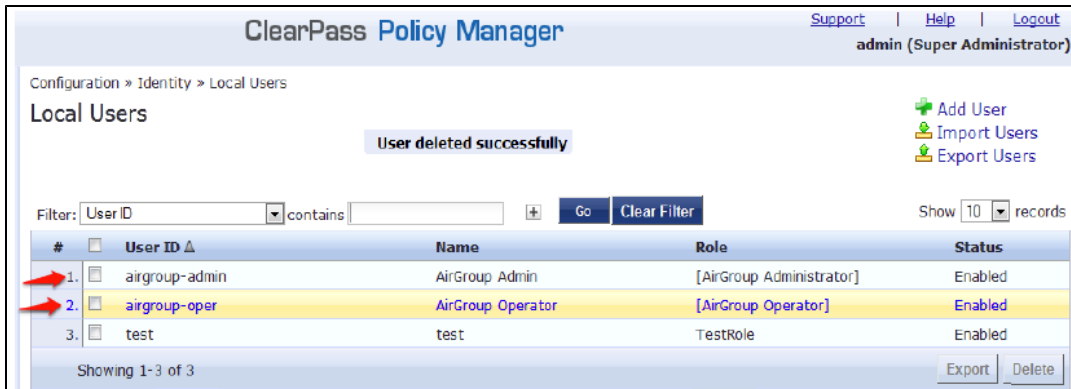 ClearPass Policy Manager
Support | Help | Logout
admin (Super Administrator)
Configuration » Identity » Local Users
Local Users
User deleted successfully
Add User
Import Users
Export Users
Filter: User ID contains + Go Clear Filter Show 10 records
# User ID Name Role Status
1. airgroup-admin AirGroup Admin [AirGroup Administrator] Enabled
2. airgroup-oper AirGroup Operator [AirGroup Operator] Enabled
3. test test TestRole Enabled
Showing 1-3 of 3 Export Delete